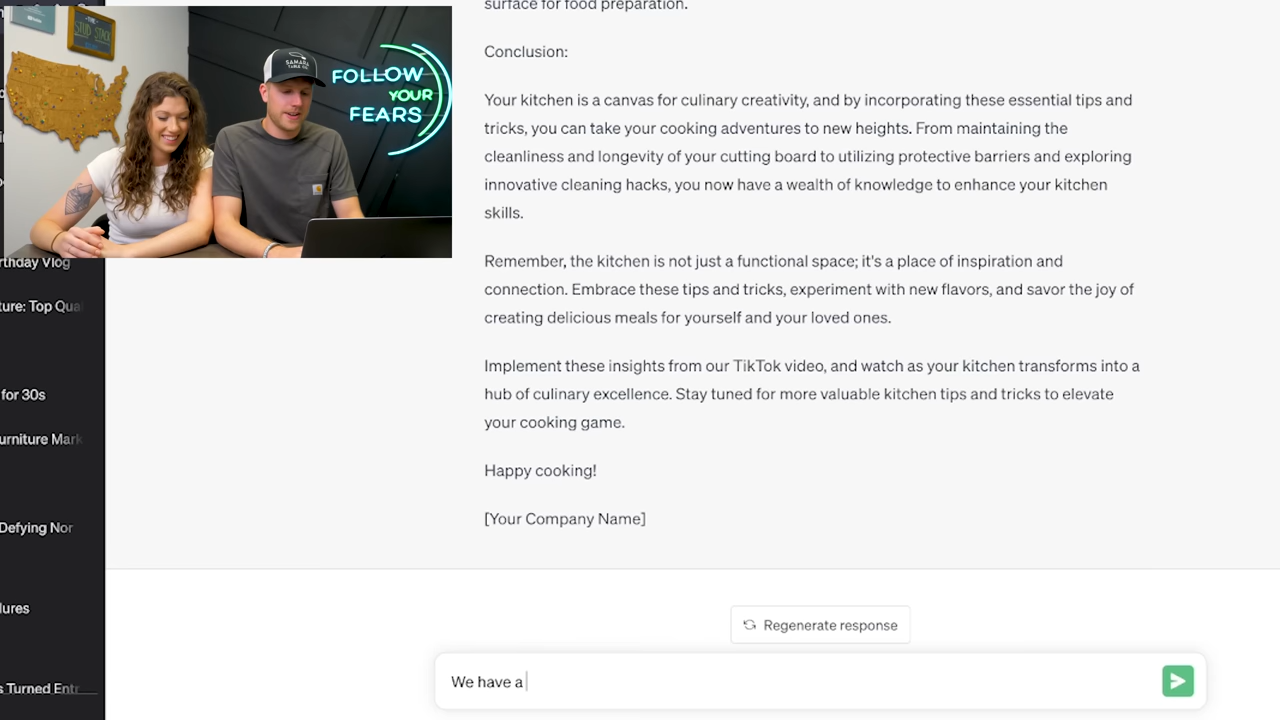 surface for food preparation.
Conclusion:
Your kitchen is a canvas for culinary creativity, and by incorporating these essential tips and
tricks, you can take your cooking adventures to new heights. From maintaining the
cleanliness and longevity of your cutting board to utilizing protective barriers and exploring
innovative cleaning hacks, you now have a wealth of knowledge to enhance your kitchen
skills.
Remember, the kitchen is not just a functional space; it's a place of inspiration and
connection. Embrace these tips and tricks, experiment with new flavors, and savor the joy of
creating delicious meals for yourself and your loved ones.
Implement these insights from our TikTok video, and watch as your kitchen transforms into a
hub of culinary excellence. Stay tuned for more valuable kitchen tips and tricks to elevate
your cooking game.
Happy cooking!
[Your Company Name]
Regenerate response
We have a
THE
STUD STACK
SAMARA
FOLLOW
YOUR
FEARS
rthday Vlog
ture: Top Qua
for 30s
urniture Mark
Defying Nor
lures
s Turned Entr